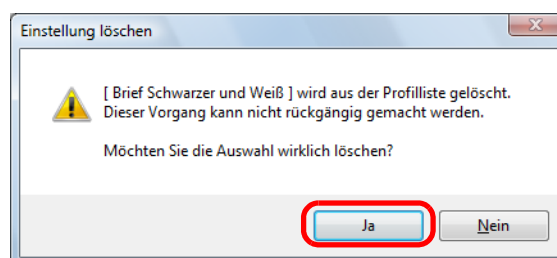 Einstellung löschen
[ Brief Schwarzer und Weiß ] wird aus der Profilliste gelöscht.
Dieser Vorgang kann nicht rückgängig gemacht werden.
Möchten Sie die Auswahl wirklich löschen?
Ja
Nein